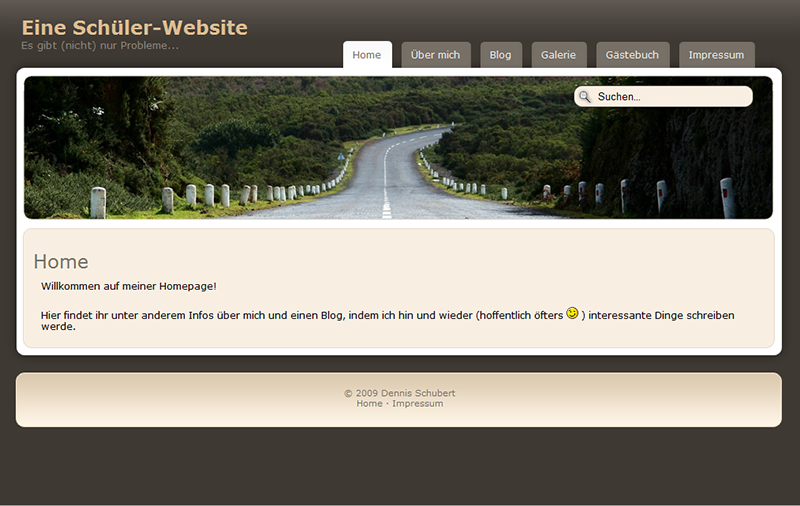 Eine Schüler-Website
Es gibt (nicht) nur Probleme...
Home Über mich Blog Galerie Gästebuch Impressum
Suchen...
Home
Willkommen auf meiner Homepage!
Hier findet ihr unter anderem Infos über mich und einen Blog, indem ich hin und wieder (hoffentlich öfters ) interessante Dinge schreiben
werde.
© 2009 Dennis Schubert
Home - Impressum